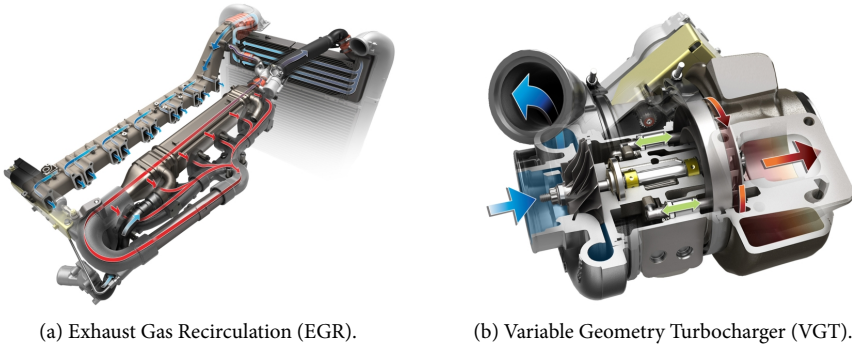 (a) Exhaust Gas Recirculation (EGR).
(b) Variable Geometry Turbocharger (VGT).